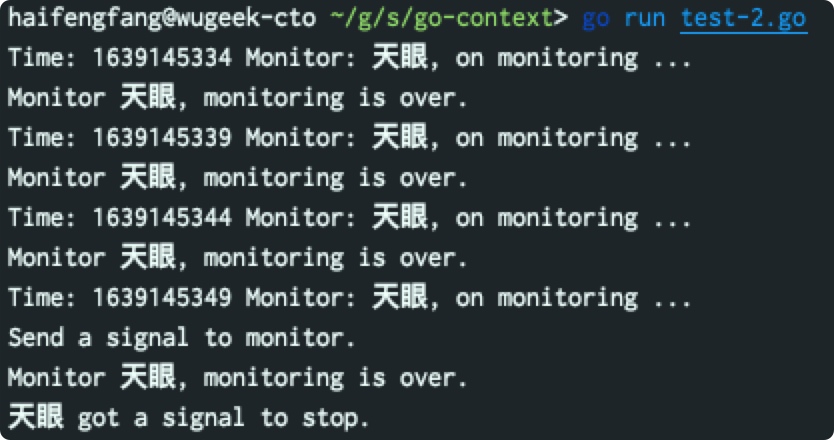 haifengfang@wugeek-cto ~/g/s/go-context> go run test-2.go
Time: 1639145334 Monitor: 天眼, on monitoring ...
Monitor 天眼, monitoring is over.
Time: 1639145339 Monitor: 天眼, on monitoring ...
Monitor 天眼, monitoring is over.
Time: 1639145344 Monitor: 天眼, on monitoring ...
Monitor 天眼, monitoring is over.
Time: 1639145349 Monitor: 天眼, on monitoring ...
Send a signal to monitor.
Monitor 天眼, monitoring is over.
天眼 got a signal to stop.